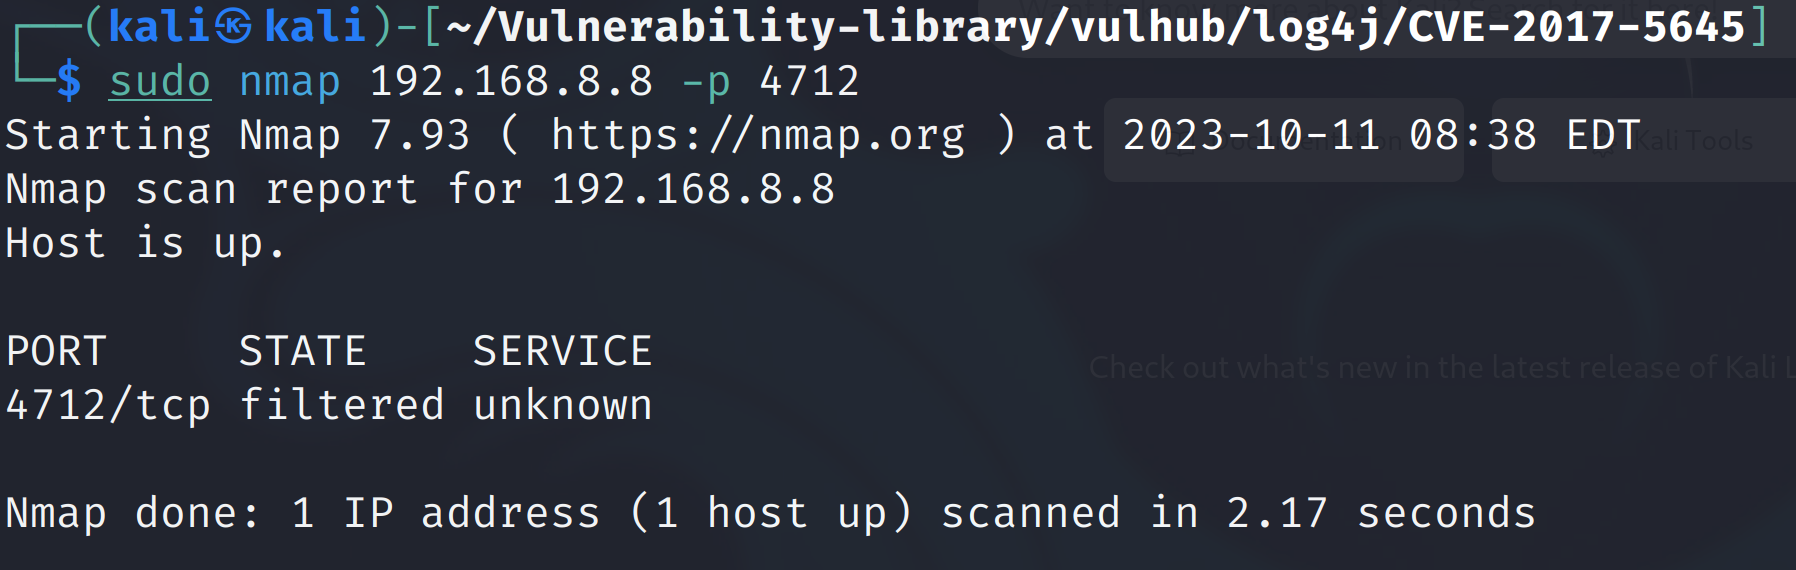 (kali㉿kali)-[~/Vulnerability-library/vulhub/log4j/CVE-2017-5645]
$ sudo nmap 192.168.8.8 -p 4712
Starting Nmap 7.93 ( https://nmap.org ) at 2023-10-11 08:38 EDT
Kali Tools
Nmap scan report for 192.168.8.8
Host is up.
PORT STATE SERVICE
Check out what's new in the latest release of Kali L
4712/tcp filtered unknown
Nmap done: 1 IP address (1 host up) scanned in 2.17 seconds